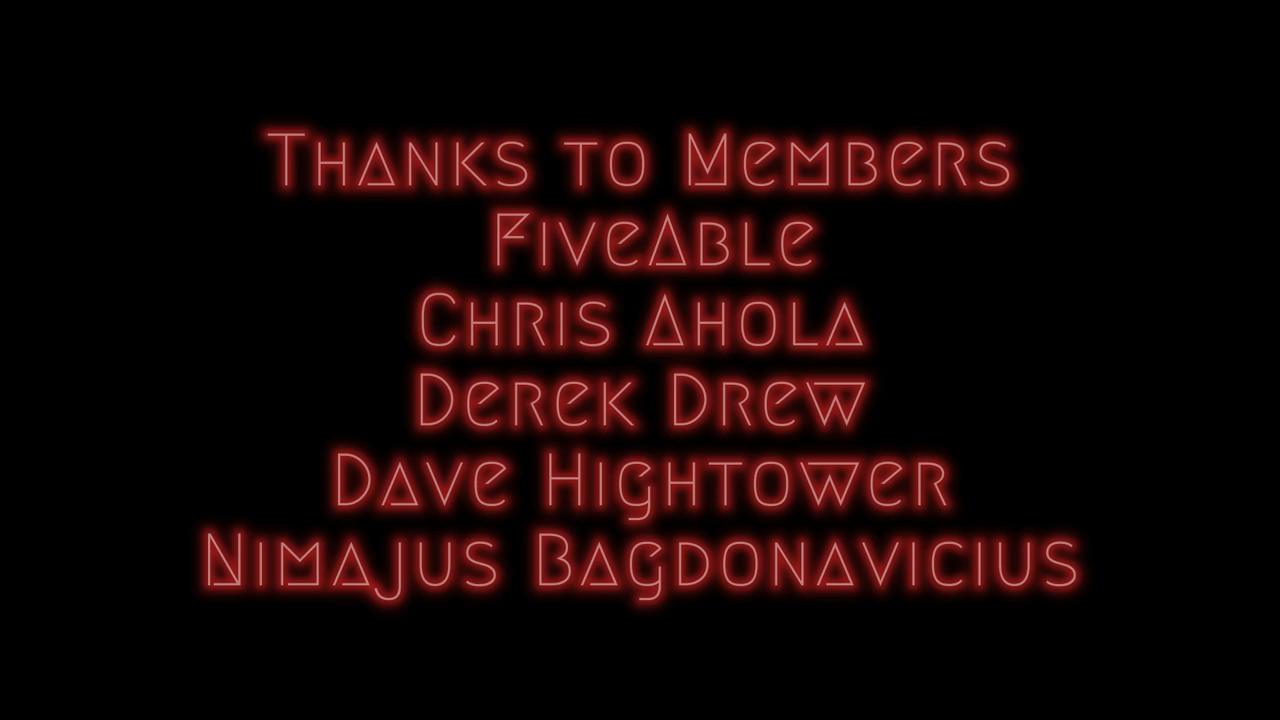 Thanks to Members
FiveAble
Chris Ahola
Derek Drew
Dave Hightower
Nimajus Bagdonavicius